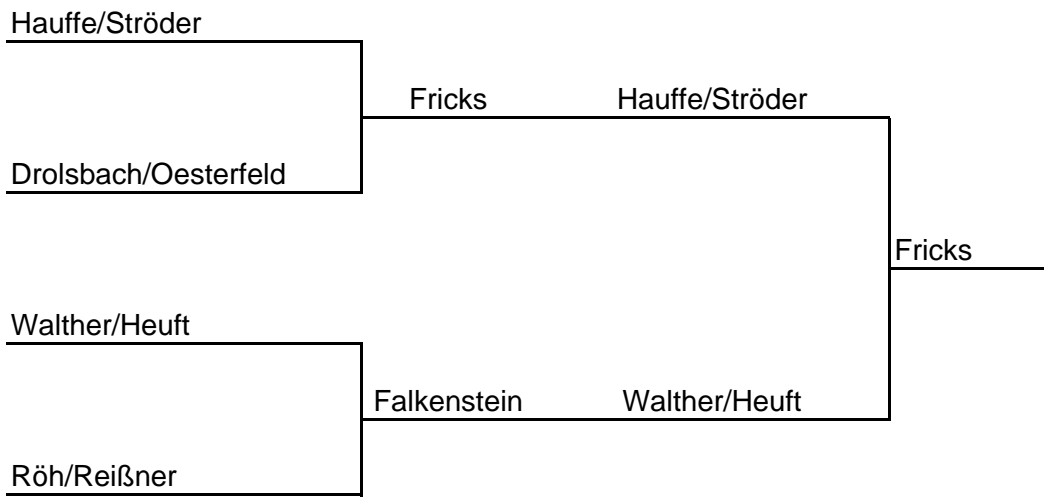 Hauffe/Ströder
Fricks Hauffe/Ströder
Drolsbach/Oesterfeld
Fricks
Walther/Heuft
Falkenstein Walther/Heuft
Röh/Reißner